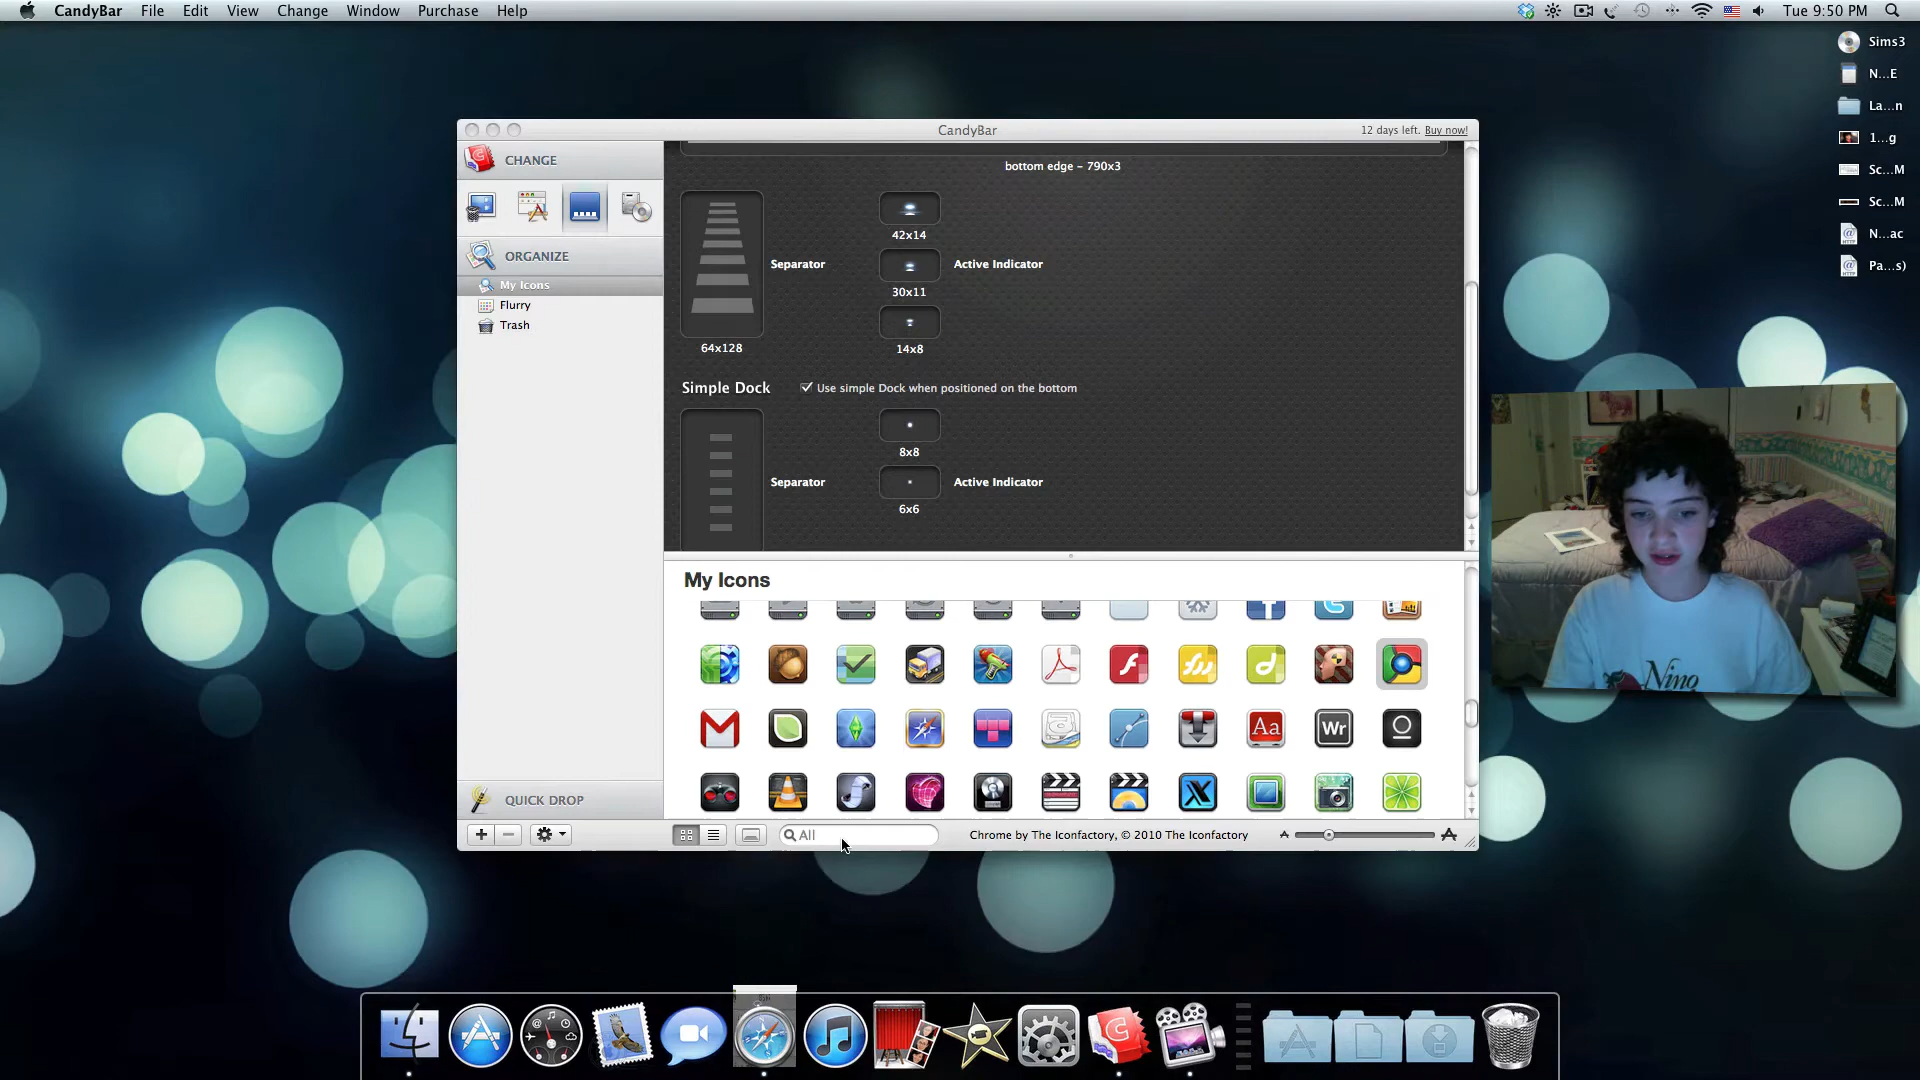 CandyBar File Edit View Change Window Purchase Help
Tue 9:50 PM
Sims3
N...E
La...n
1...g
Sc...M
Sc...M
N...ac
Pa...s)
CandyBar
12 days left. Buy now!
CHANGE
ORGANIZE
My Icons
Flurry
Trash
QUICK DROP
bottom edge – 790x3
42x14
Separator
Active Indicator
30x11
64x128
14x8
Simple Dock
Use simple Dock when positioned on the bottom
8x8
Separator
Active Indicator
6x6
My Icons
Aa
Wr
All
Chrome by The Iconfactory, © 2010 The Iconfactory
Nino